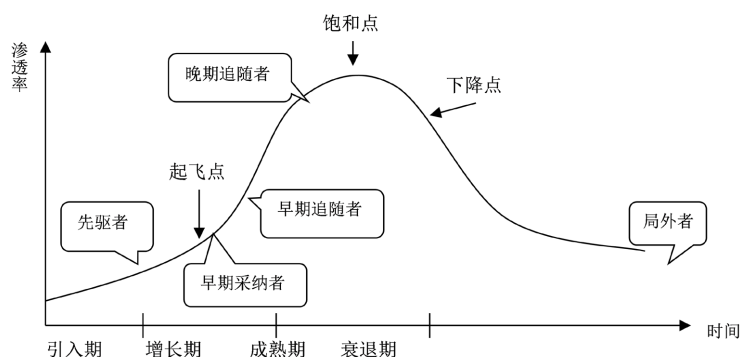 饱和点
渗透率
晚期追随者
下降点
起飞点
先驱者
早期追随者
局外者
早期采纳者
时间
引入期
增长期
成熟期
衰退期